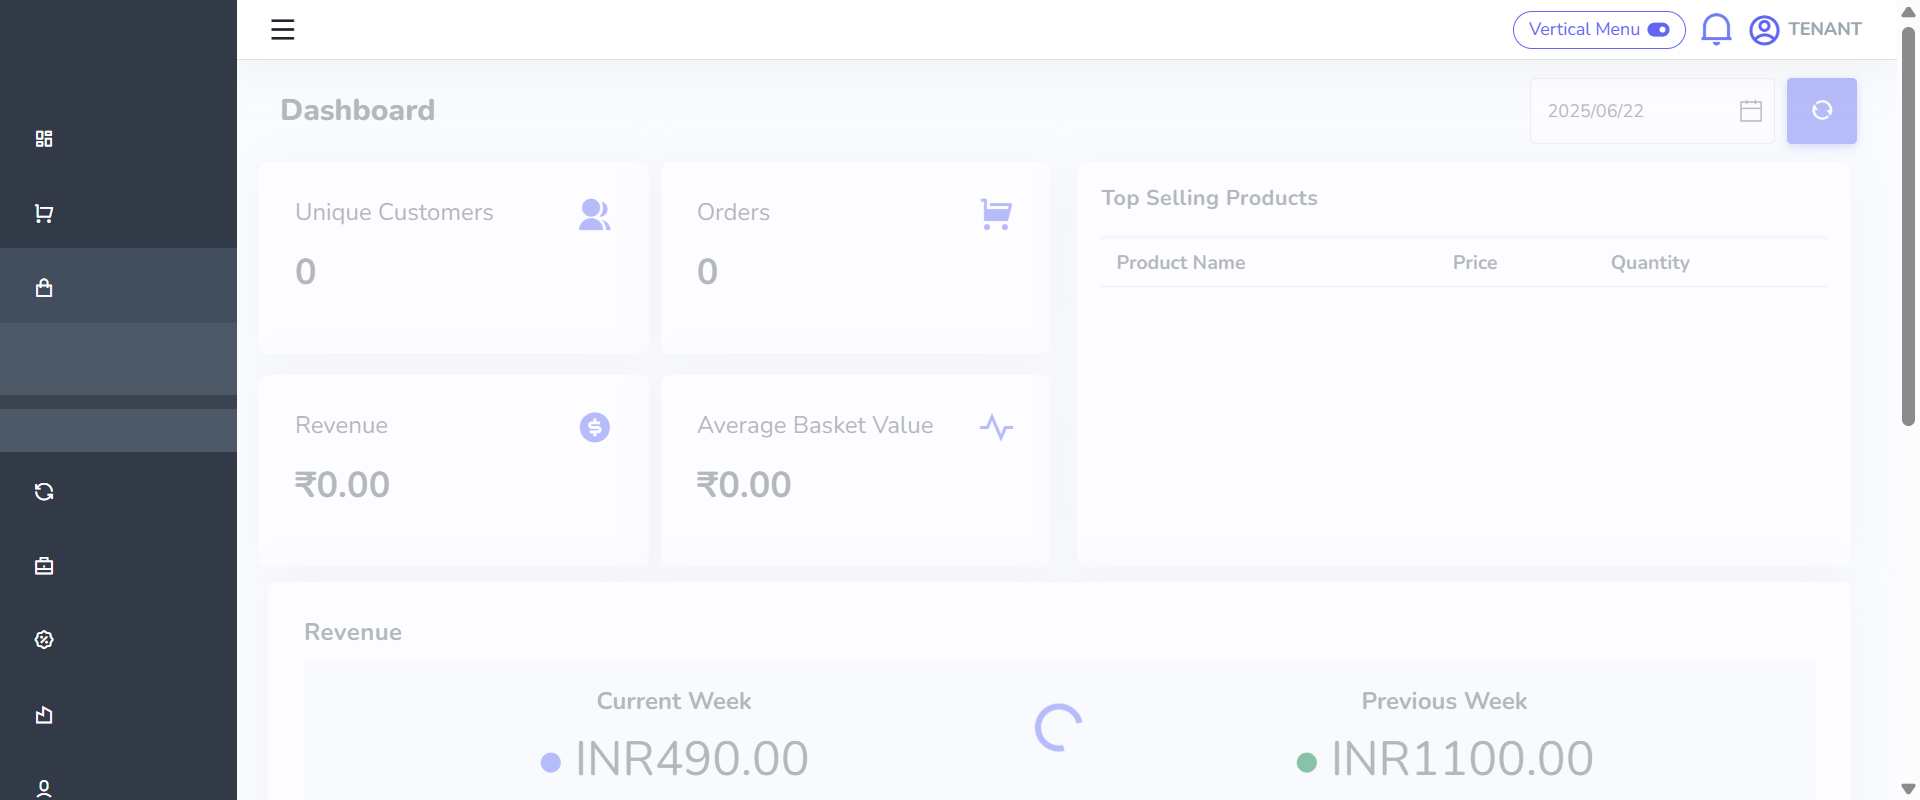 Vertical Menu
TENANT
Dashboard
2025/06/22
Unique Customers
0
Orders
0
Top Selling Products
Product Name Price Quantity
Revenue
₹0.00
Average Basket Value
₹0.00
Revenue
Current Week
INR490.00
Previous Week
INR1100.00